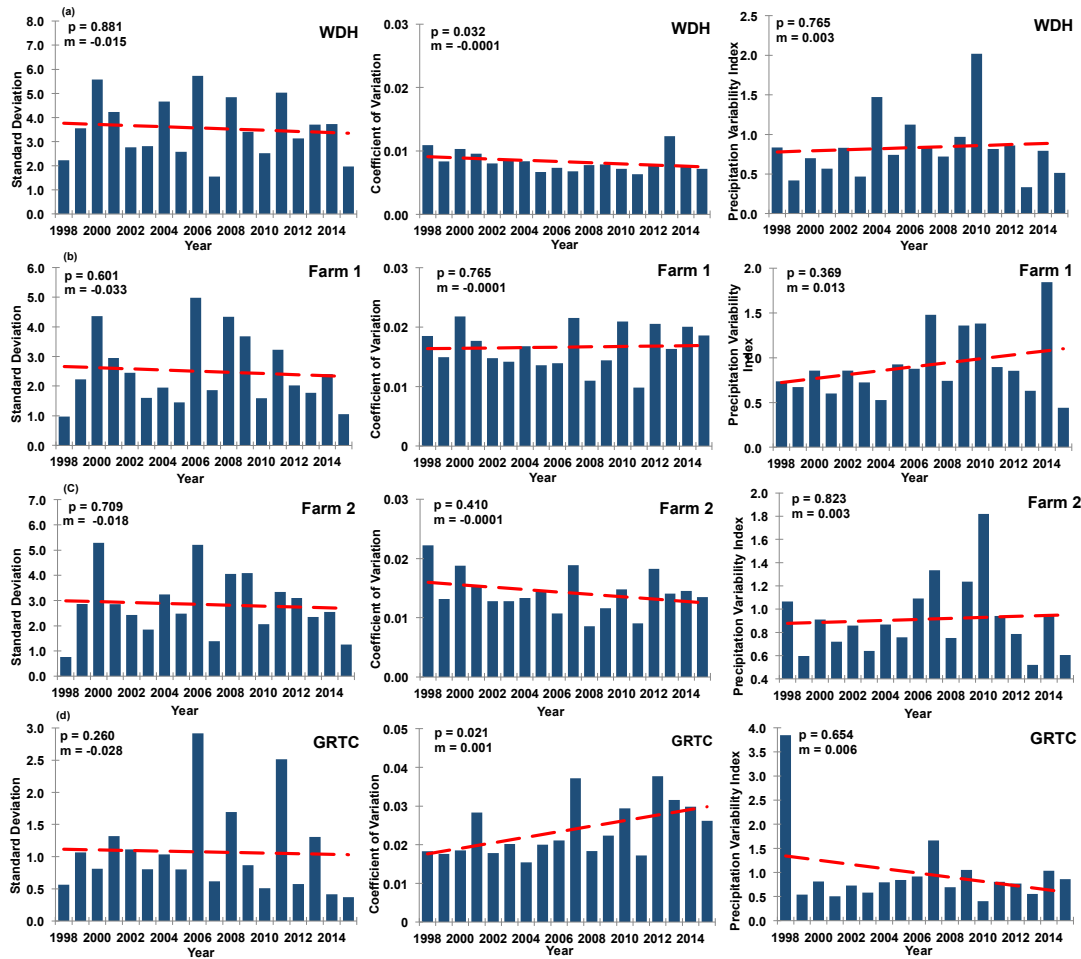 (a)
p = 0.881
m = -0.015
WDH
Standard Deviation
8.0
7.0
6.0
5.0
4.0
3.0
2.0
1.0
0.0
1998 2000 2002 2004 2006 2008 2010 2012 2014
Year
p = 0.032
m = -0.0001
WDH
Coefficient of Variation
0.03
0.02
0.01
0.00
1998 2000 2002 2004 2006 2008 2010 2012 2014
Year
p = 0.765
m = 0.003
WDH
Precipitation Variability Index
2.5
2.0
1.5
1.0
0.5
0.0
1998 2000 2002 2004 2006 2008 2010 2012 2014
Year
(b)
p = 0.601
m = -0.033
Farm 1
Standard Deviation
6.0
5.0
4.0
3.0
2.0
1.0
0.0
1998 2000 2002 2004 2006 2008 2010 2012 2014
Year
p = 0.765
m = -0.0001
Farm 1
Coefficient of Variation
0.03
0.02
0.01
0
1998 2000 2002 2004 2006 2008 2010 2012 2014
Year
p = 0.369
m = 0.013
Farm 1
Precipitation Variability
Index
2.0
1.5
1.0
0.5
0.0
1998 2000 2002 2004 2006 2008 2010 2012 2014
Year
(C)
p = 0.709
m = -0.018
Farm 2
Standard Deviation
7.0
6.0
5.0
4.0
3.0
2.0
1.0
0.0
1998 2000 2002 2004 2006 2008 2010 2012 2014
Year
p = 0.410
m = -0.0001
Farm 2
Coefficient of Variation
0.03
0.02
0.01
0.00
1998 2000 2002 2004 2006 2008 2010 2012 2014
Year
p = 0.823
m = 0.003
Farm 2
Precipitation Variability Index
2.0
1.8
1.6
1.4
1.2
1.0
0.8
0.6
0.4
1998 2000 2002 2004 2006 2008 2010 2012 2014
Year
(d)
p = 0.260
m = -0.028
GRTC
Standard Deviation
3.0
2.5
2.0
1.5
1.0
0.5
0.0
1998 2000 2002 2004 2006 2008 2010 2012 2014
Year
p = 0.021
m = 0.001
GRTC
Coefficient of Variation
0.05
0.04
0.03
0.02
0.01
0.00
1998 2000 2002 2004 2006 2008 2010 2012 2014
Year
p = 0.654
m = 0.006
GRTC
Precipitation Variability Index
4.0
3.5
3.0
2.5
2.0
1.5
1.0
0.5
0.0
1998 2000 2002 2004 2006 2008 2010 2012 2014
Year